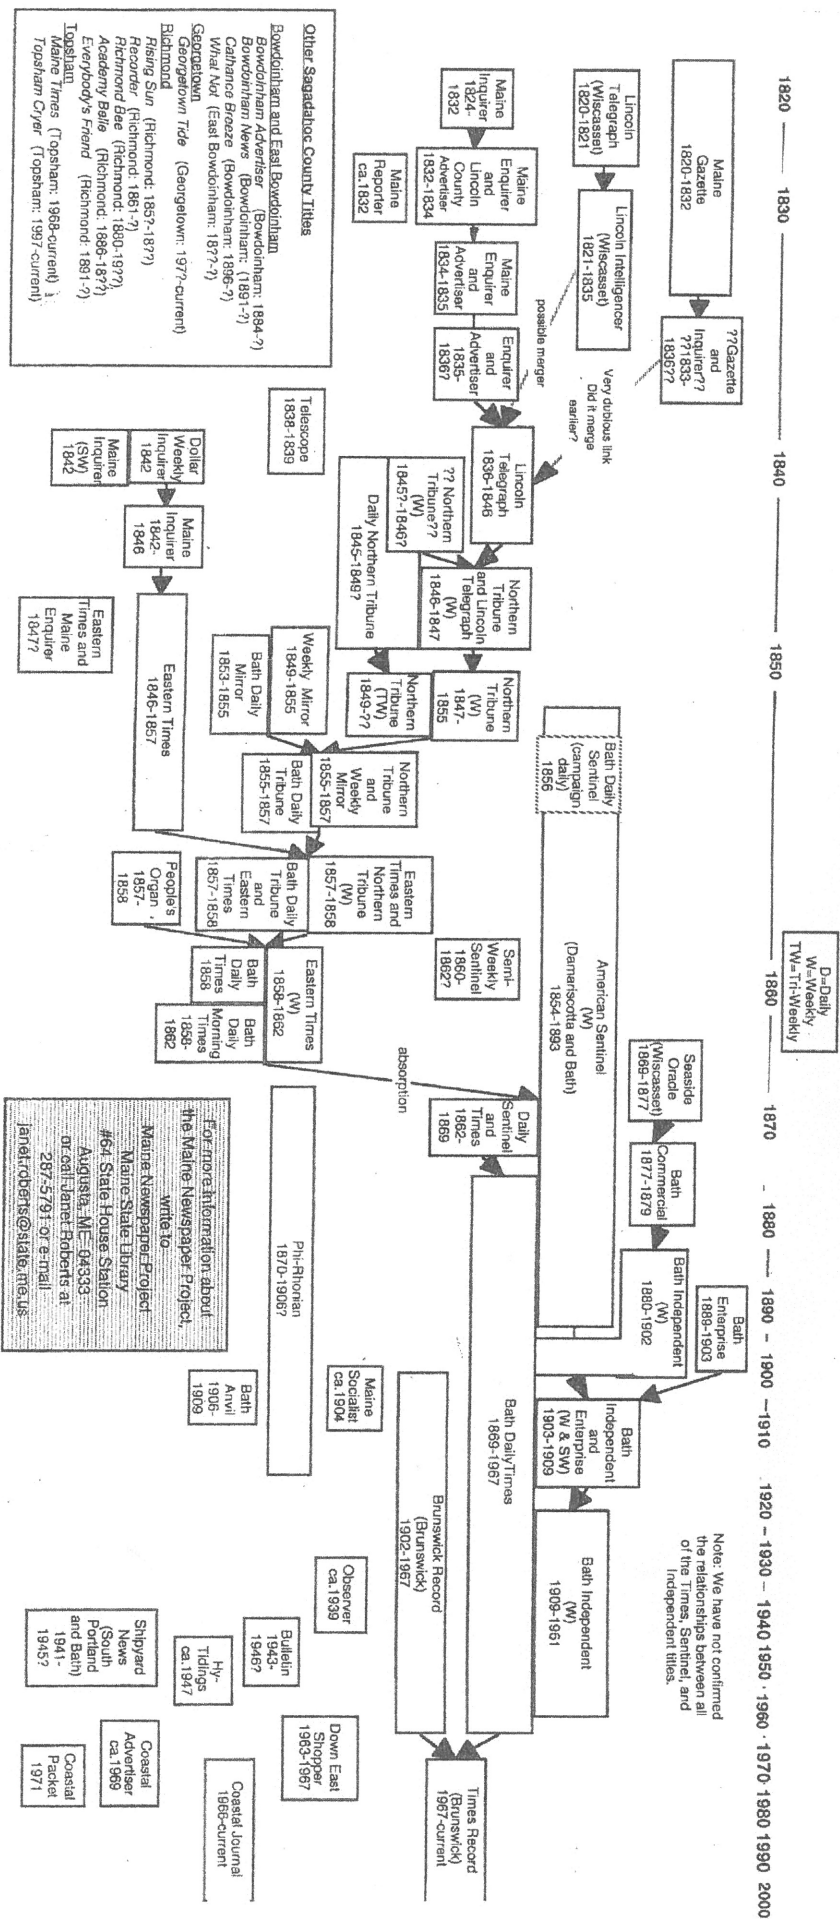 1820
1830
1840
1850
1860
1870
1880
1890
1900
1910
1920
1930
1940
1950
1960
1970
1980
1990
2000
D=Daily
W=Weekly
TW=Tri-Weekly
Note: We have not confirmed
the relationships between all
of the Times, Sentinel, and
Independent titles.
Maine
Gazette
1820-1832
??Gazette
and
Inquirer??
??1833-
1836??
Very dubious link
Did it merge
earlier?
Lincoln
Telegraph
(Wiscasset)
1820-1821
Lincoln Intelligencer
(Wiscasset)
1821-1835
possible merger
Maine
Inquirer
1824-
1832
Maine
Enquirer
and
Lincoln
County
Advertiser
1832-1834
Maine
Enquirer
and
Advertiser
1834-1835
Enquirer
and
Advertiser
1835-
1836?
Maine
Reporter
ca.1832
Lincoln
Telegraph
1836-1846
?? Northern
Tribune??
(W)
1845?-1846?
Daily Northern Tribune
1845-1849?
Northern
Tribune
and Lincoln
Telegraph
(W)
1846-1847
Northern
Tribune
(W)
1847-
1855
Northern
Tribune
(TW)
1849-??
Telescope
1838-1839
Weekly Mirror
1849-1855
Bath Daily
Mirror
1853-1855
Dollar
Weekly
Inquirer
1842
Maine
Inquirer
(SW)
1842
Maine
Inquirer
1842-
1846
Eastern Times
1846-1857
Eastern
Times and
Maine
Enquirer
1847?
Northern
Tribune
and
Weekly
Mirror
1855-1857
Bath Daily
Tribune
1855-1857
Eastern
Times and
Northern
Tribune
(W)
1857-1858
Bath Daily
Tribune
and
Eastern
Times
1857-1858
People's
Organ
1857-
1858
Bath Daily
Sentinel
(campaign
daily)
1856
American Sentinel
(W)
1854-1893
(Damariscotta and Bath)
Semi-
Weekly
Sentinel
1860-
1862?
Eastern Times
(W)
1858-1862
Bath
Daily
Times
1858
Bath
Daily
Morning
Times
1858-
1862
absorption
Daily
Sentinel
and
Times
1862-
1869
Seaside
Oracle
(Wiscasset)
1869-1877
Bath
Commercial
1877-1879
Bath Independent
(W)
1880-1902
Bath
Enterprise
1889-1903
Bath
Independent
and
Enterprise
(W & SW)
1903-1909
Bath Independent
(W)
1909-1961
Bath DailyTimes
1869-1967
Brunswick Record
(Brunswick)
1902-1967
Times Record
(Brunswick)
1967-current
Phi-Rhonian
1870-1906?
Maine
Socialist
ca.1904
Bath
Anvil
1906-
1909
Observer
ca.1939
Bulletin
1943-
1946?
Hy-
Tidings
ca.1947
Shipyard
News
(South
Portland
and Bath)
1941-
1945?
Down East
Shopper
1963-1967
Coastal Journal
1966-current
Coastal
Advertiser
ca.1969
Coastal
Packet
1971
Other Sagadahoc County Titles
Bowdoinham and East Bowdoinham
Bowdoinham Advertiser (Bowdoinham: 1884-?)
Bowdoinham News (Bowdoinham: (1891-?)
Cathance Breeze (Bowdoinham: 1896-?)
What Not (East Bowdoinham: 18??-?)
Georgetown
Georgetown Tide (Georgetown: 197?-current)
Richmond
Rising Sun (Richmond: 185?-18??)
Recorder (Richmond: 1861-?)
Richmond Bee (Richmond: 1880-19??)
Academy Belle (Richmond: 1886-18??)
Everybody's Friend (Richmond: 1891-?)
Topsham
Maine Times (Topsham: 1968-current)
Topsham Cryer (Topsham: 1997-current)
For more information about
the Maine Newspaper Project,
write to
Maine Newspaper Project
Maine State Library
#64 State House Station
Augusta, ME 04333
or call Janet Roberts at
287-5791 or e-mail
janet.roberts@state.me.us